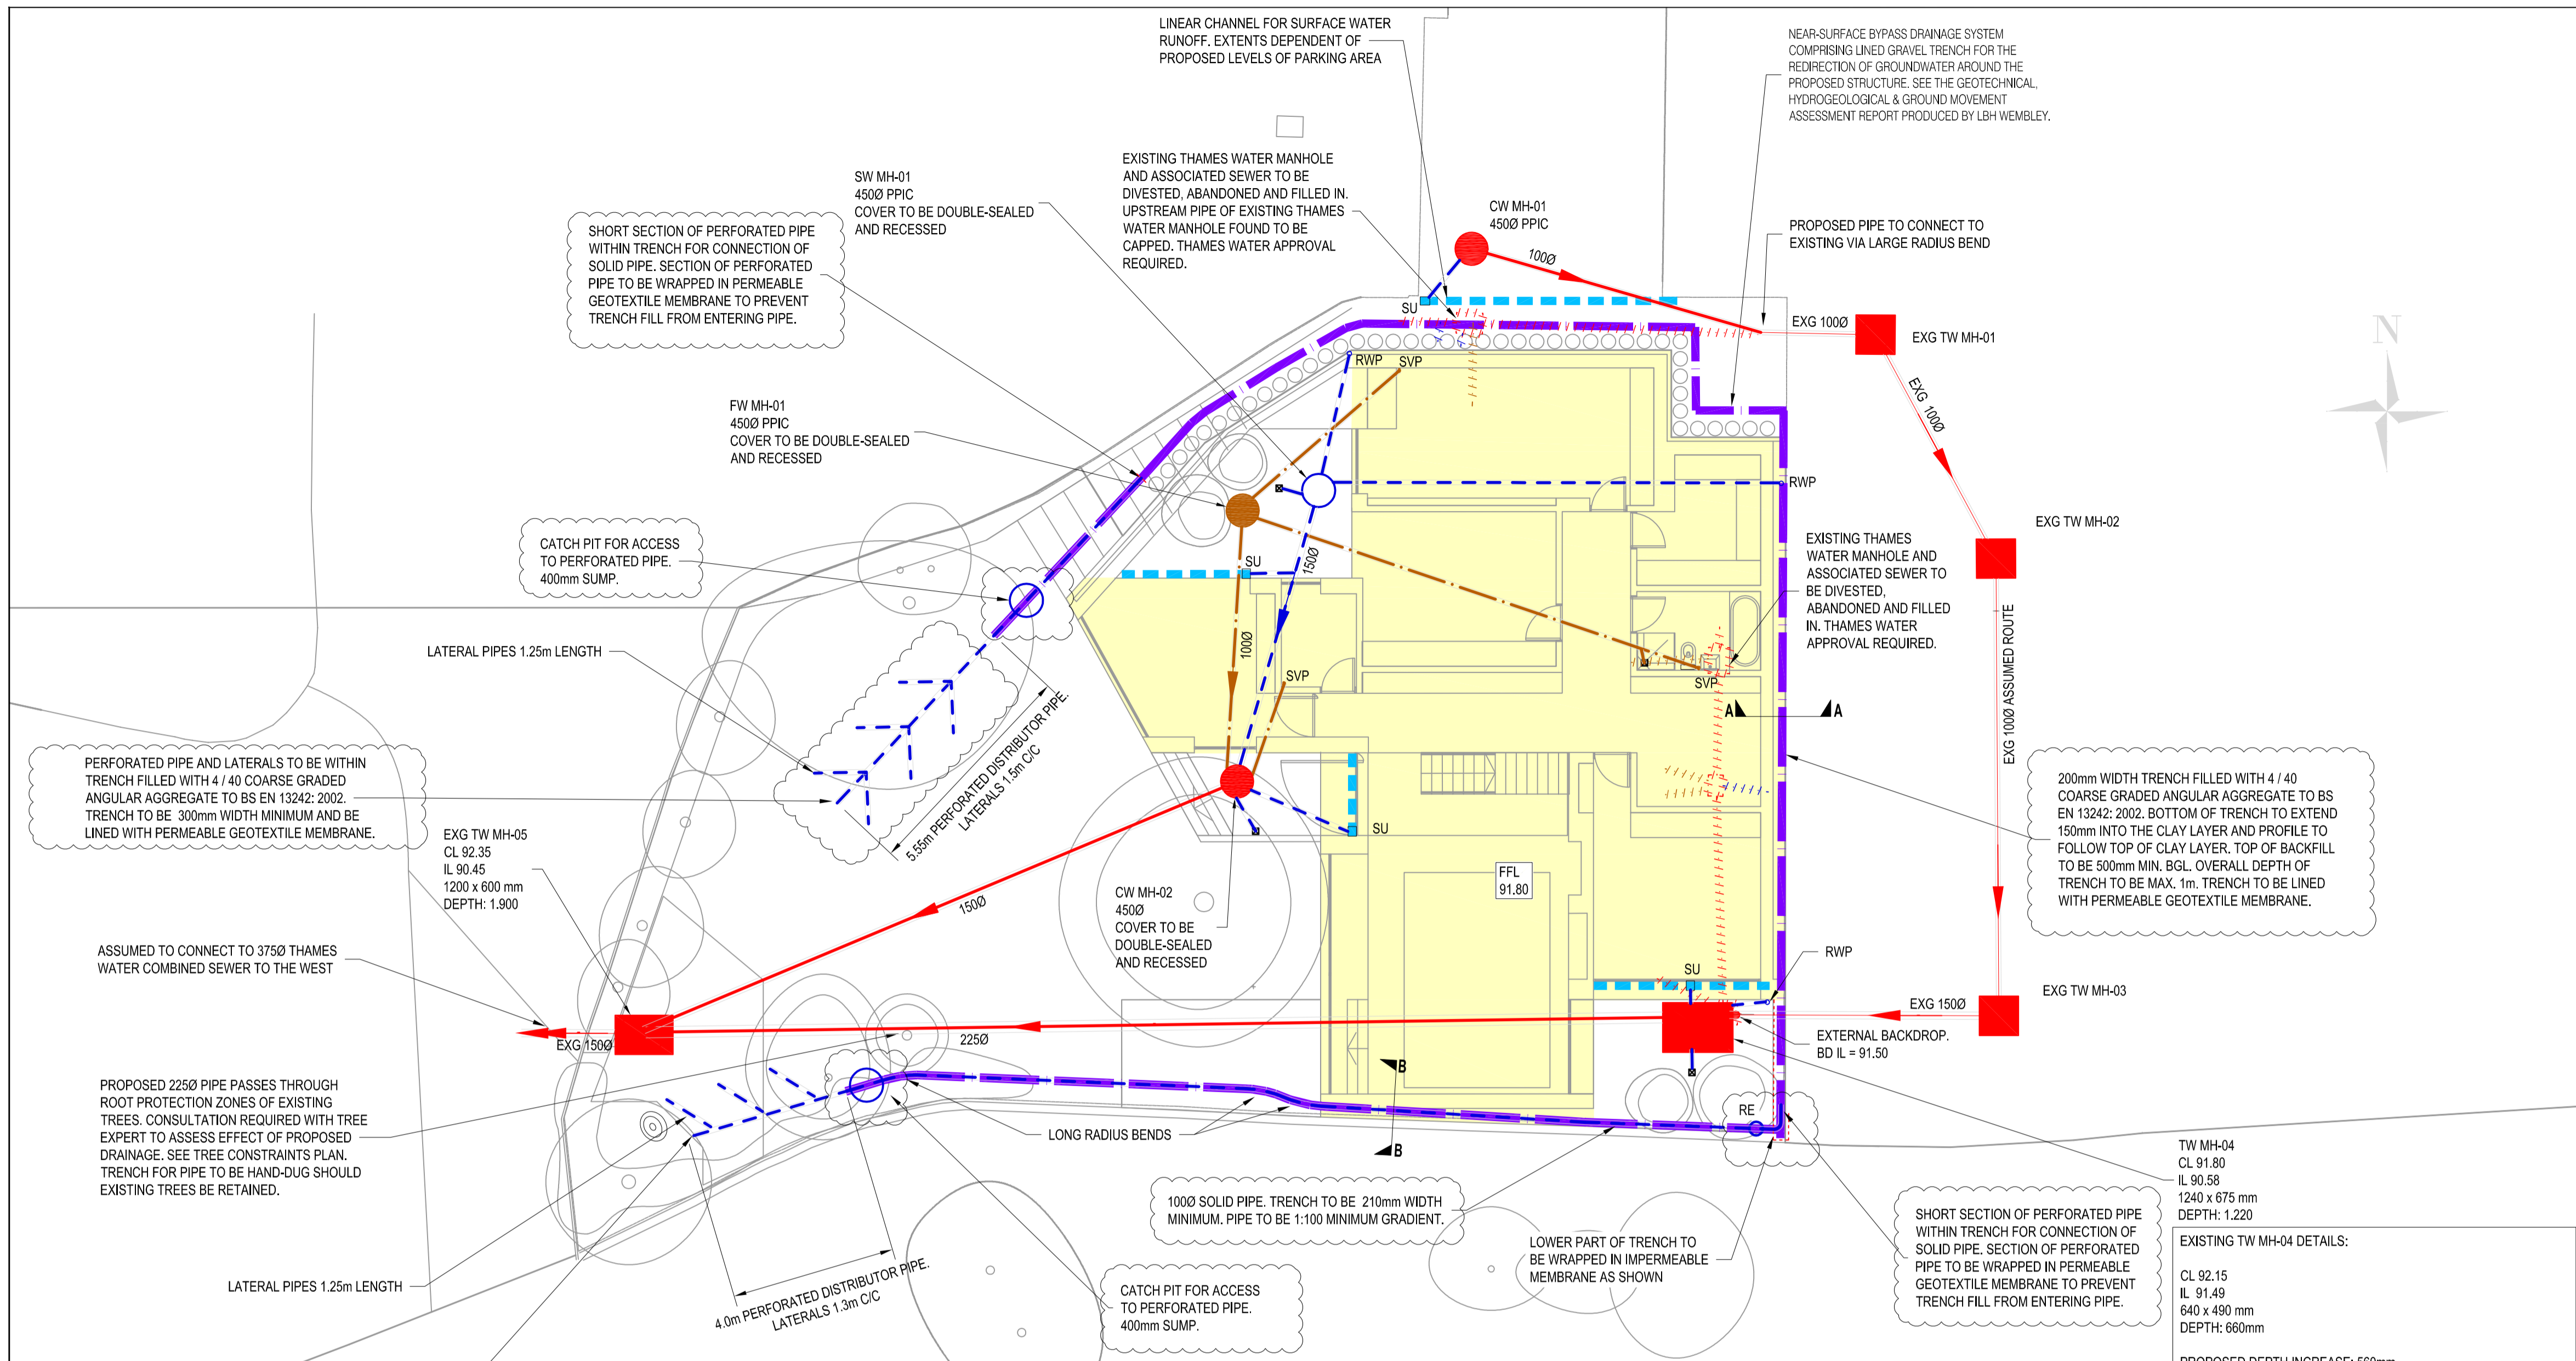 LINEAR CHANNEL FOR SURFACE WATER
RUNOFF. EXTENTS DEPENDENT OF
PROPOSED LEVELS OF PARKING AREA
NEAR-SURFACE BYPASS DRAINAGE SYSTEM
COMPRISING LINED GRAVEL TRENCH FOR THE
REDIRECTION OF GROUNDWATER AROUND THE
PROPOSED STRUCTURE. SEE THE GEOTECHNICAL,
HYDROGEOLOGICAL & GROUND MOVEMENT
ASSESSMENT REPORT PRODUCED BY LBH WEMBLEY.
EXISTING THAMES WATER MANHOLE
AND ASSOCIATED SEWER TO BE
DIVESTED, ABANDONED AND FILLED IN.
UPSTREAM PIPE OF EXISTING THAMES
WATER MANHOLE FOUND TO BE
CAPPED. THAMES WATER APPROVAL
REQUIRED.
SW MH-01
450Ø PPIC
COVER TO BE DOUBLE-SEALED
AND RECESSED
CW MH-01
450Ø PPIC
SHORT SECTION OF PERFORATED PIPE
WITHIN TRENCH FOR CONNECTION OF
SOLID PIPE. SECTION OF PERFORATED
PIPE TO BE WRAPPED IN PERMEABLE
GEOTEXTILE MEMBRANE TO PREVENT
TRENCH FILL FROM ENTERING PIPE.
PROPOSED PIPE TO CONNECT TO
EXISTING VIA LARGE RADIUS BEND
100Ø
SU
EXG 100Ø
EXG TW MH-01
N
RWP
SVP
EXG 100Ø
FW MH-01
450Ø PPIC
COVER TO BE DOUBLE-SEALED
AND RECESSED
RWP
EXG TW MH-02
CATCH PIT FOR ACCESS
TO PERFORATED PIPE.
400mm SUMP.
SU
150Ø
EXISTING THAMES
WATER MANHOLE AND
ASSOCIATED SEWER TO
BE DIVESTED,
ABANDONED AND FILLED
IN. THAMES WATER
APPROVAL REQUIRED.
EXG 100Ø ASSUMED ROUTE
LATERAL PIPES 1.25m LENGTH
100Ø
SVP
SVP
A
A
5.55m PERFORATED DISTRIBUTOR PIPE.
LATERALS 1.5m C/C
PERFORATED PIPE AND LATERALS TO BE WITHIN
TRENCH FILLED WITH 4 / 40 COARSE GRADED
ANGULAR AGGREGATE TO BS EN 13242: 2002.
TRENCH TO BE 300mm WIDTH MINIMUM AND BE
LINED WITH PERMEABLE GEOTEXTILE MEMBRANE.
200mm WIDTH TRENCH FILLED WITH 4 / 40
COARSE GRADED ANGULAR AGGREGATE TO BS
EN 13242: 2002. BOTTOM OF TRENCH TO EXTEND
150mm INTO THE CLAY LAYER AND PROFILE TO
FOLLOW TOP OF CLAY LAYER. TOP OF BACKFILL
TO BE 500mm MIN. BGL. OVERALL DEPTH OF
TRENCH TO BE MAX. 1m. TRENCH TO BE LINED
WITH PERMEABLE GEOTEXTILE MEMBRANE.
SU
EXG TW MH-05
CL 92.35
IL 90.45
1200 x 600 mm
DEPTH: 1.900
FFL
91.80
CW MH-02
450Ø
COVER TO BE
DOUBLE-SEALED
AND RECESSED
150Ø
ASSUMED TO CONNECT TO 375Ø THAMES
WATER COMBINED SEWER TO THE WEST
RWP
SU
EXG TW MH-03
EXG 150Ø
EXG 150Ø
225Ø
EXTERNAL BACKDROP.
BD IL = 91.50
PROPOSED 225Ø PIPE PASSES THROUGH
ROOT PROTECTION ZONES OF EXISTING
TREES. CONSULTATION REQUIRED WITH TREE
EXPERT TO ASSESS EFFECT OF PROPOSED
DRAINAGE. SEE TREE CONSTRAINTS PLAN.
TRENCH FOR PIPE TO BE HAND-DUG SHOULD
EXISTING TREES BE RETAINED.
B
B
RE
LONG RADIUS BENDS
TW MH-04
CL 91.80
IL 90.58
1240 x 675 mm
DEPTH: 1.220
100Ø SOLID PIPE. TRENCH TO BE 210mm WIDTH
MINIMUM. PIPE TO BE 1:100 MINIMUM GRADIENT.
SHORT SECTION OF PERFORATED PIPE
WITHIN TRENCH FOR CONNECTION OF
SOLID PIPE. SECTION OF PERFORATED
PIPE TO BE WRAPPED IN PERMEABLE
GEOTEXTILE MEMBRANE TO PREVENT
TRENCH FILL FROM ENTERING PIPE.
LOWER PART OF TRENCH TO
BE WRAPPED IN IMPERMEABLE
MEMBRANE AS SHOWN
LATERAL PIPES 1.25m LENGTH
4.0m PERFORATED DISTRIBUTOR PIPE.
LATERALS 1.3m C/C
CATCH PIT FOR ACCESS
TO PERFORATED PIPE.
400mm SUMP.
EXISTING TW MH-04 DETAILS:
CL 92.15
IL 91.49
640 x 490 mm
DEPTH: 660mm
PROPOSED DEPTH INCREASE: 560mm